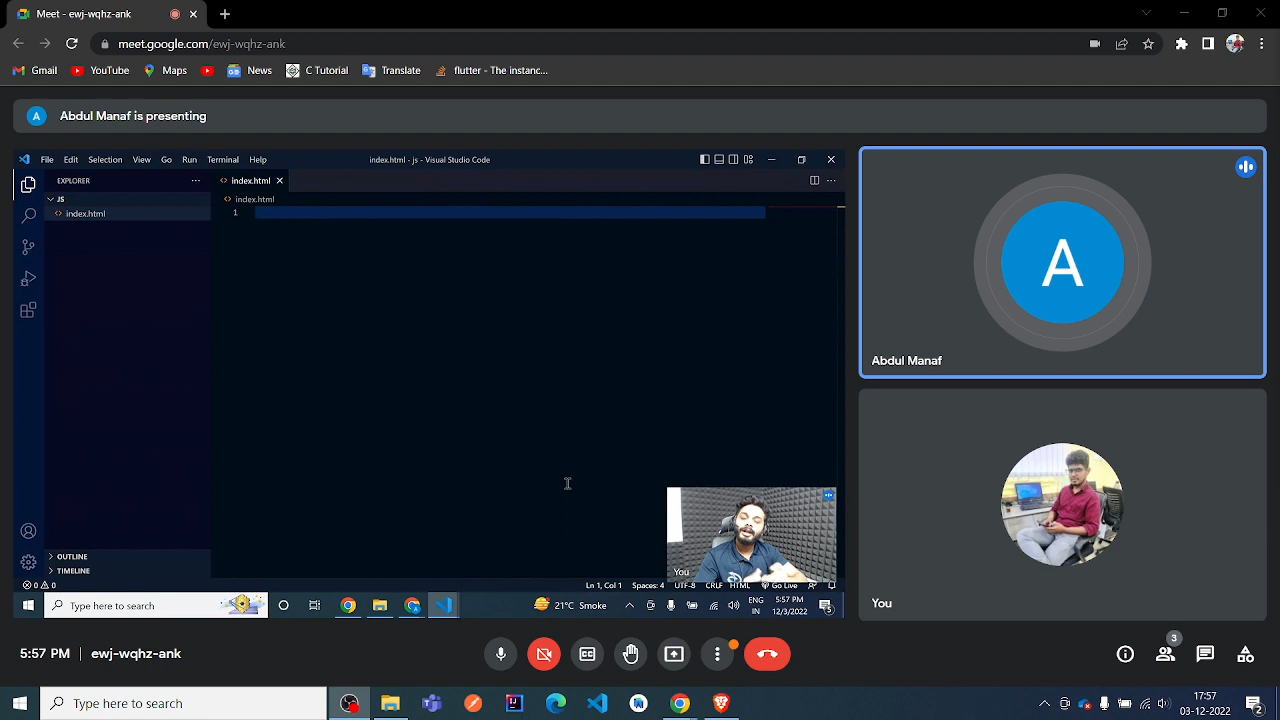 Meet - ewj-wqhz-ank
meet.google.com/ewj-wqhz-ank
Gmail YouTube Maps News C Tutorial Translate flutter - The instanc...
A Abdul Manaf is presenting
File Edit Selection View Go Run Terminal Help index.html - js - Visual Studio Code
EXPLORER ... index.html
JS index.html
index.html 1
A
Abdul Manaf
You
OUTLINE
TIMELINE
You
0 0 Ln 1, Col 1 Spaces: 4 UTF-8 CRLF HTML Go Live
Type here to search 21°C Smoke ENG IN 5:57 PM 12/3/2022
5:57 PM ewj-wqhz-ank CC 3
Type here to search 17:57 03-12-2022 2